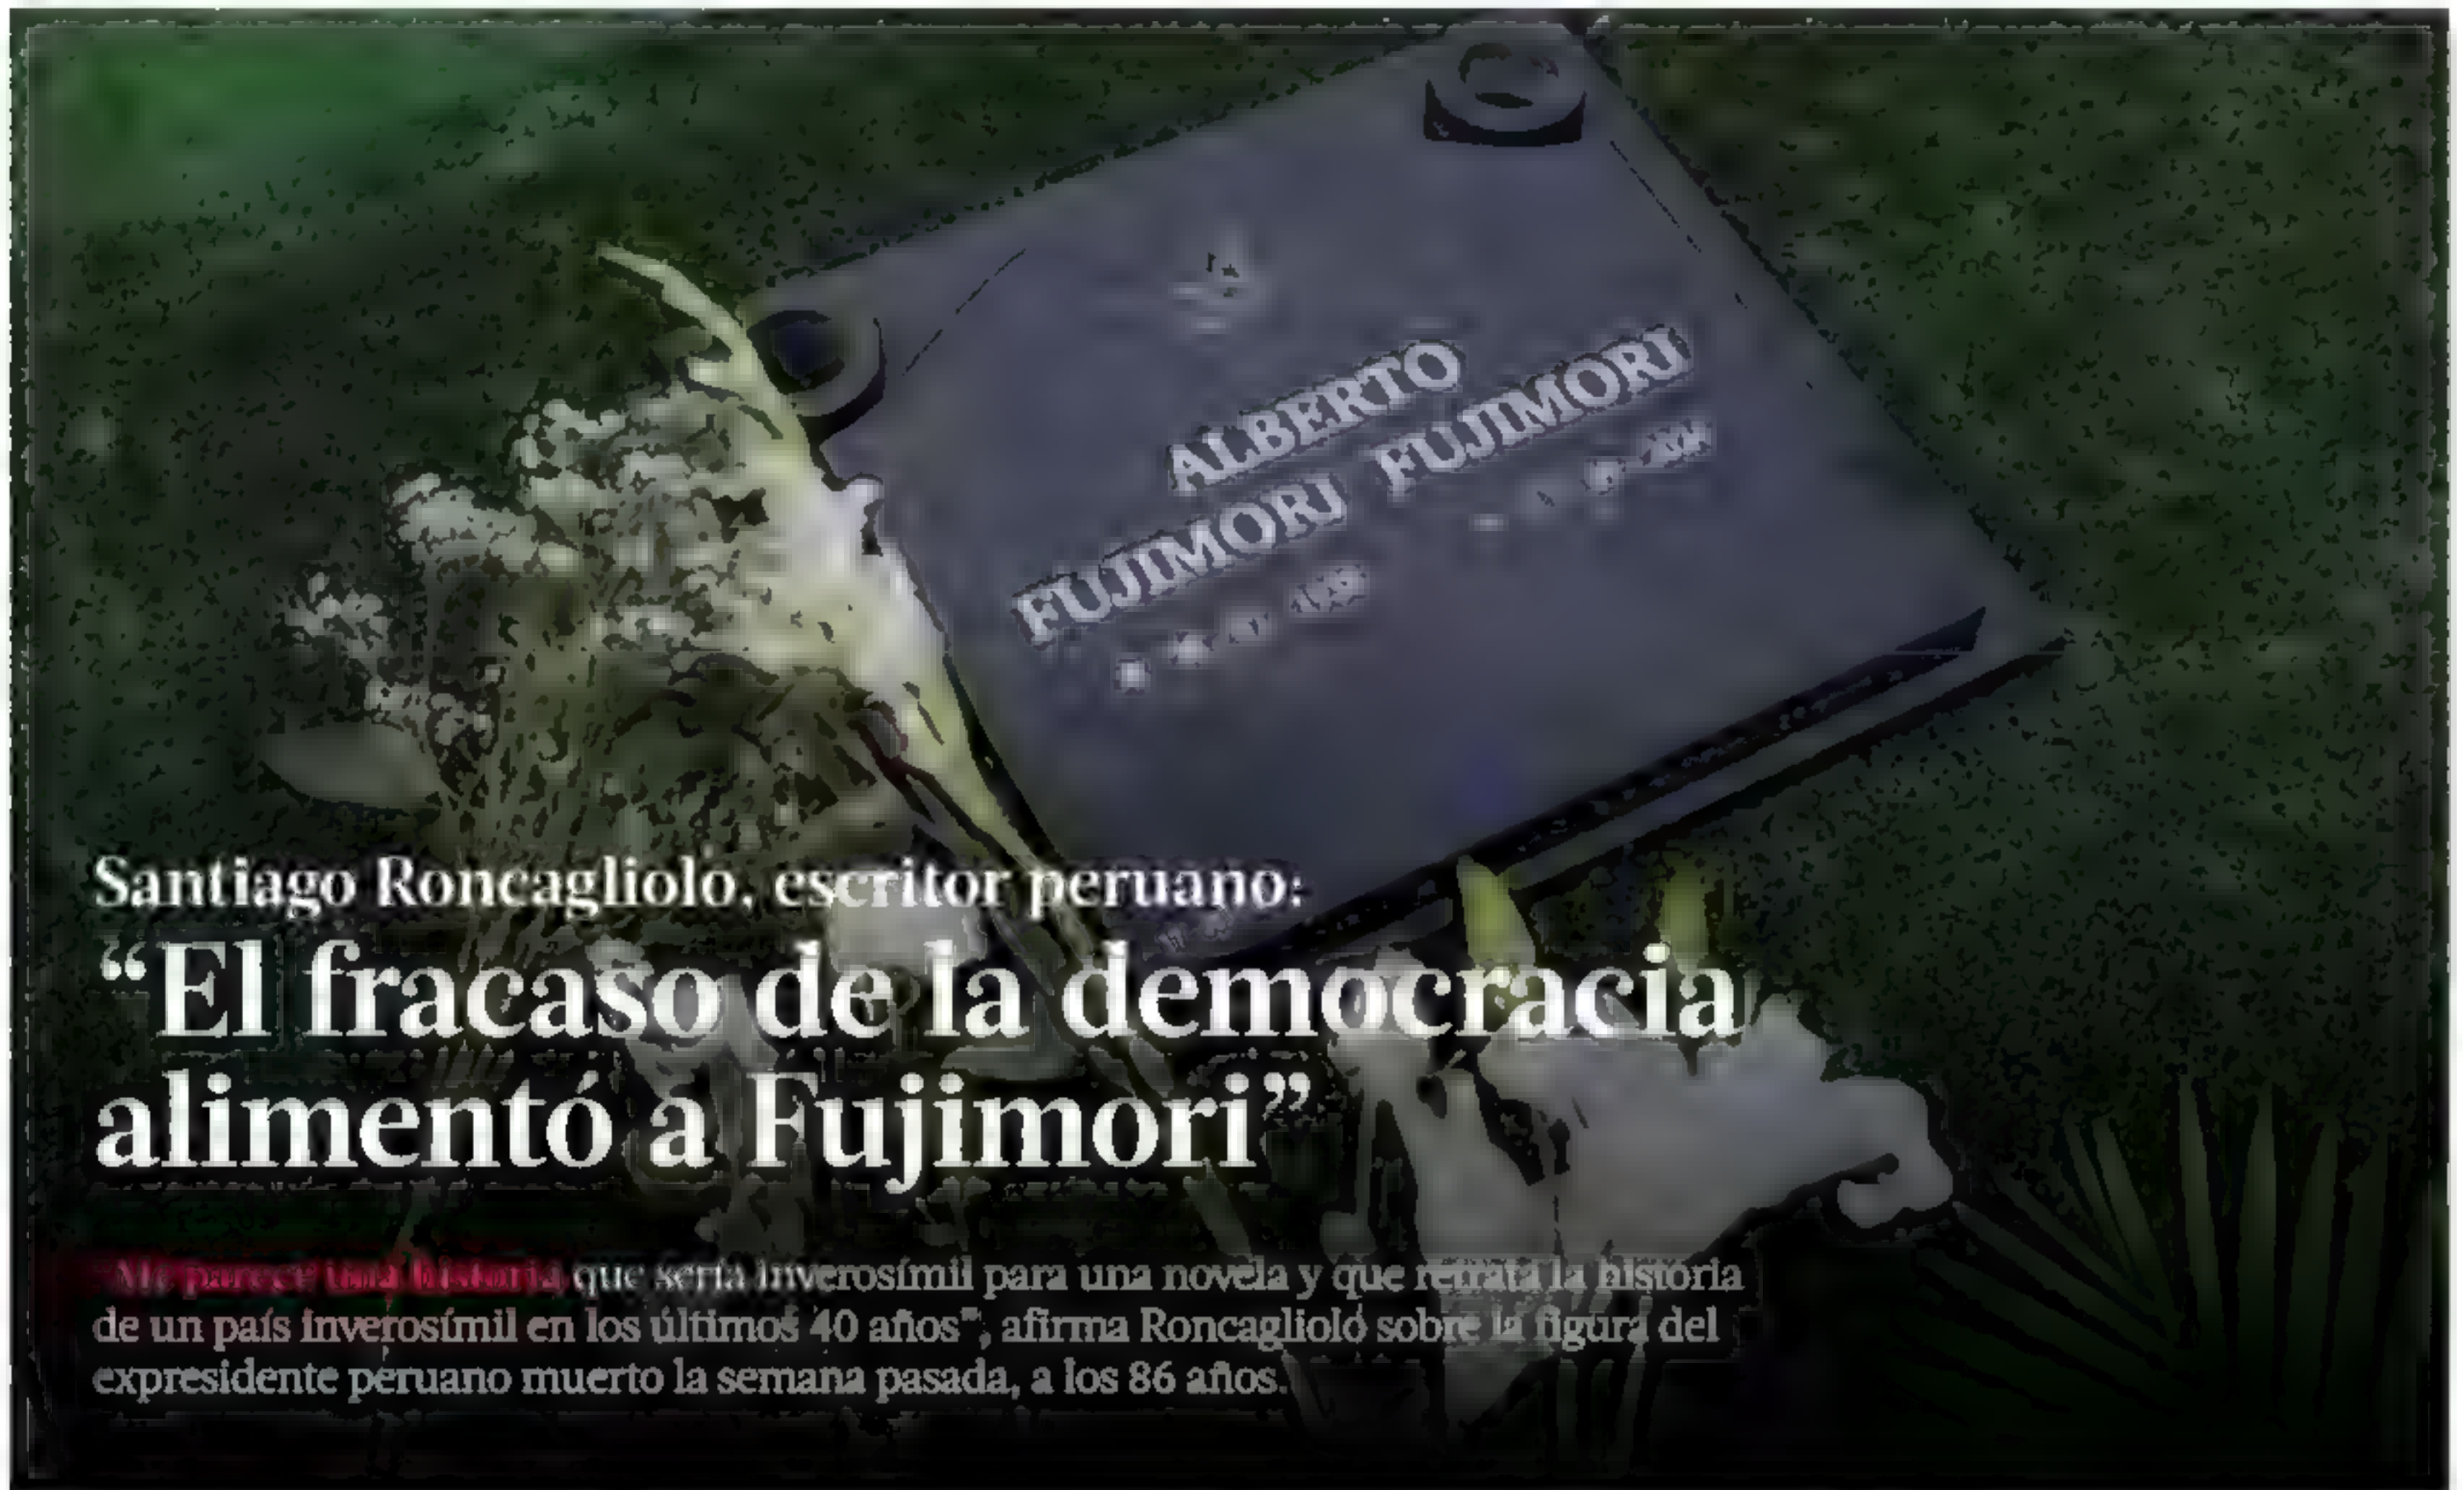 ALBERTO
FUJIMORI FUJIMORI
Santiago Roncagliolo, escritor peruano:
“El fracaso de la democracia
alimentó a Fujimori”
“Me parece una historia que sería inverosímil para una novela y que retrata la historia
de un país inverosímil en los últimos 40 años”, afirma Roncagliolo sobre la figura del
expresidente peruano muerto la semana pasada, a los 86 años.